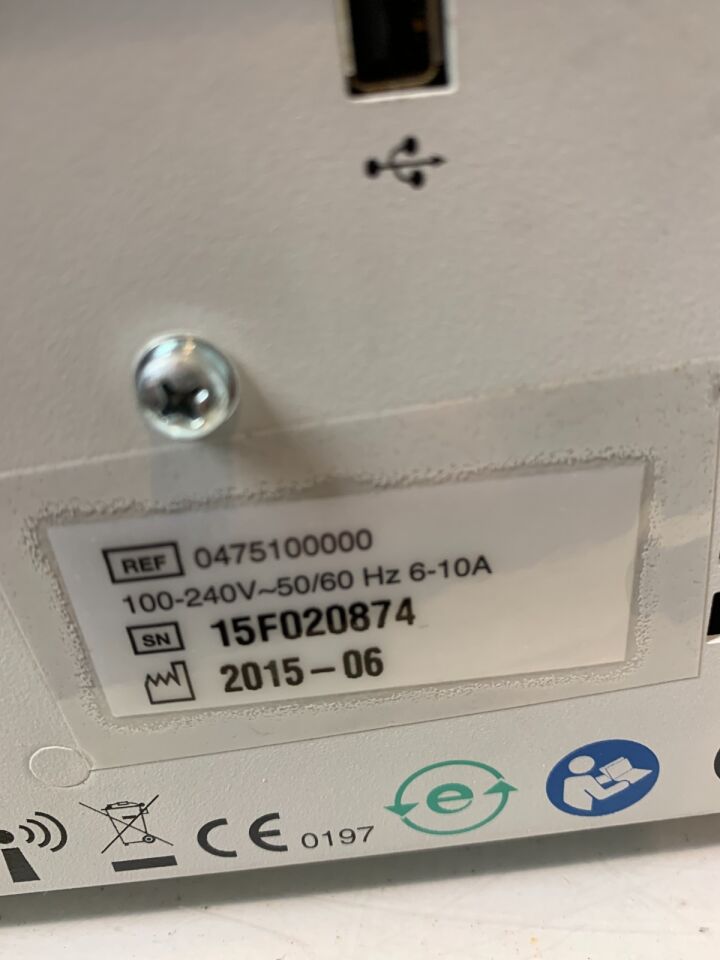 REF 0475100000
100-240V~50/60 Hz 6-10A
SN 15F020874
2015-06
CE 0197
e